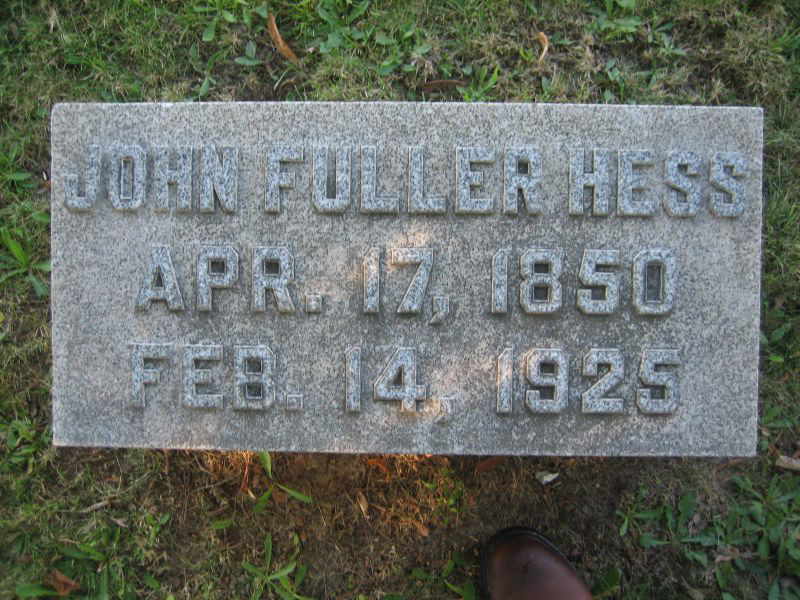 JOHN FULLER HESS
APR. 17, 1850
FEB. 14, 1925